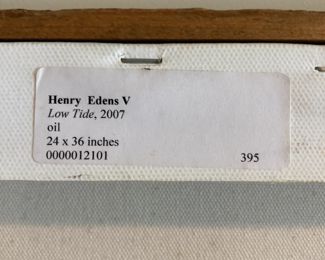 Henry Edens V
Low Tide, 2007
oil
24 x 36 inches
0000012101 395